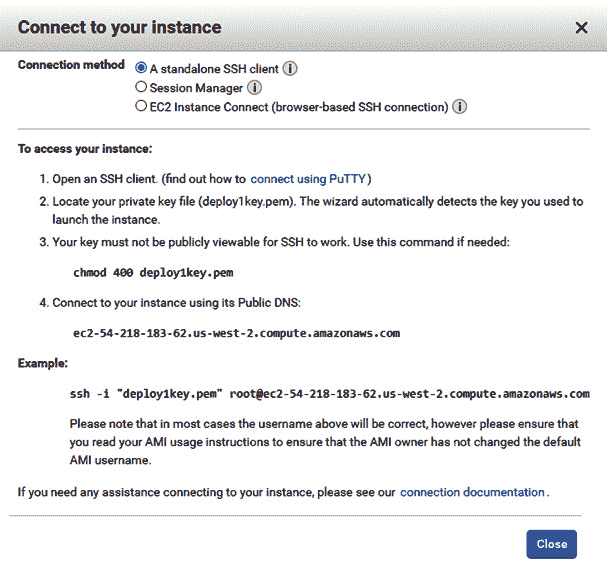 Connect to your instance
Connection method
A standalone SSH client
Session Manager
EC2 Instance Connect (browser-based SSH connection)
To access your instance:
1. Open an SSH client. (find out how to connect using PuTTY)
2. Locate your private key file (deploy1key.pem). The wizard automatically detects the key you used to
launch the instance.
3. Your key must not be publicly viewable for SSH to work. Use this command if needed:
chmod 400 deploy1key.pem
4. Connect to your instance using its Public DNS:
ec2-54-218-183-62.us-west-2.compute.amazonaws.com
Example:
ssh -i "deploy1key.pem" root@ec2-54-218-183-62.us-west-2.compute.amazonaws.com
Please note that in most cases the username above will be correct, however please ensure that
you read your AMI usage instructions to ensure that the AMI owner has not changed the default
AMI username.
If you need any assistance connecting to your instance, please see our connection documentation.
Close